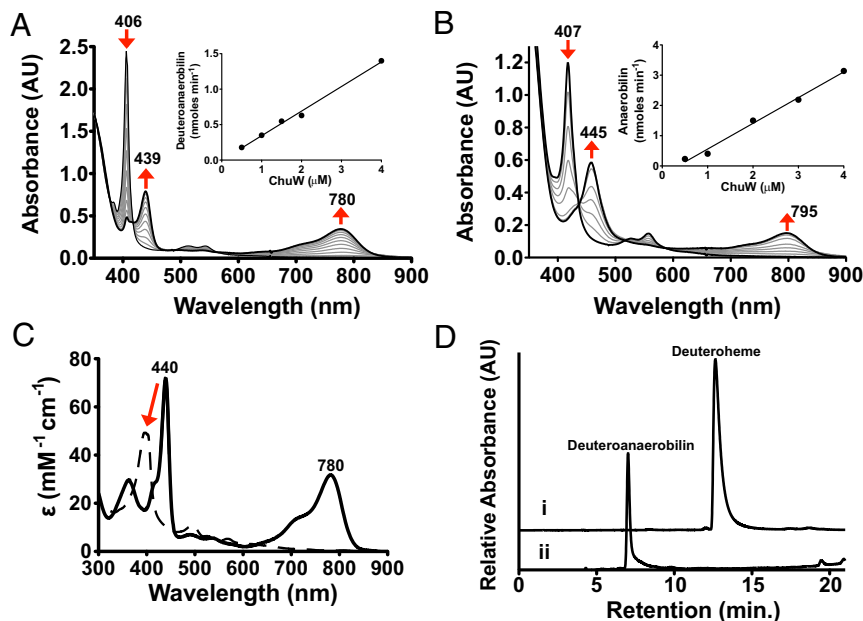 A
406
2.5
2.0
1.5
1.0
0.5
0.0
Absorbance (AU)
439
780
400 500 600 700 800 900
Wavelength (nm)
Deuteroanaerobilin
(nmoles min-1)
1.5
1.0
0.5
0.0
0 1 2 3 4
ChuW (µM)
B
407
1.2
1.0
0.8
0.6
0.4
0.2
0.0
Absorbance (AU)
445
795
400 500 600 700 800 900
Wavelength (nm)
Anaerobilin
(nmoles min-1)
4
3
2
1
0
0 1 2 3 4
ChuW (µM)
C
80
60
40
20
0
ε (mM-1 cm-1)
440
780
300 400 500 600 700 800 900
Wavelength (nm)
D
Relative Absorbance (AU)
Deuteroheme
Deuteroanaerobilin
i
ii
0 5 10 15 20
Retention (min.)